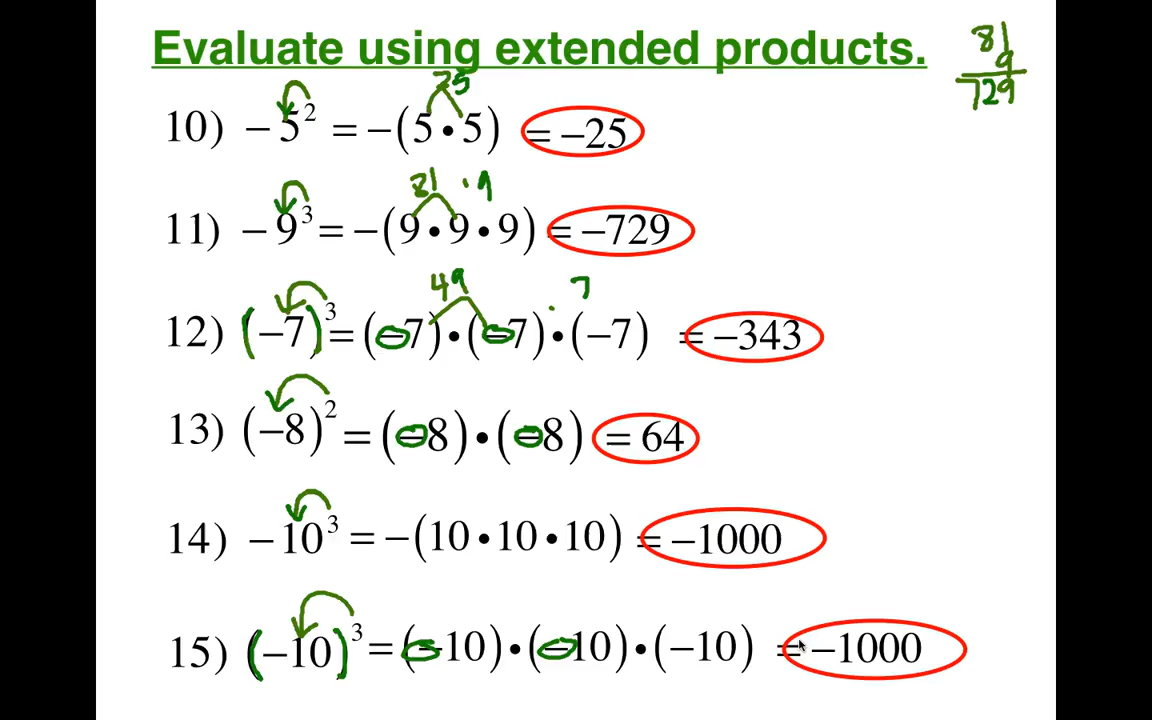 Evaluate using extended products.
81
9
729
25
10) −5² = −(5•5) = −25
81 · 9
11) −9³ = −(9•9•9) = −729
49 · 7
12) (−7)³ = (−7)•(−7)•(−7) = −343
13) (−8)² = (−8)•(−8) = 64
14) −10³ = −(10•10•10) = −1000
15) (−10)³ = (−10)•(−10)•(−10) = −1000